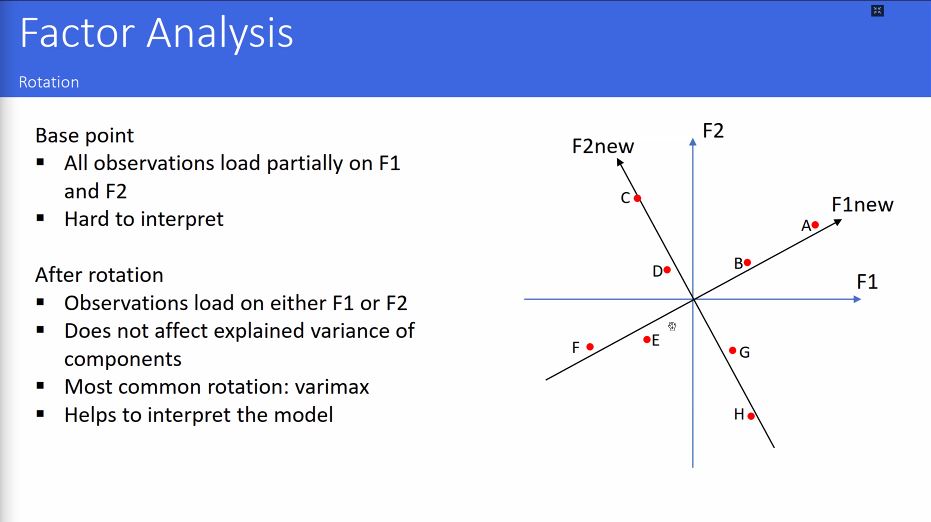 Factor Analysis
Rotation
Base point
▪ All observations load partially on F1
and F2
▪ Hard to interpret
After rotation
▪ Observations load on either F1 or F2
▪ Does not affect explained variance of
components
▪ Most common rotation: varimax
▪ Helps to interpret the model
F2
F2new
C
F1new
A
B
D
F1
E
F
G
H